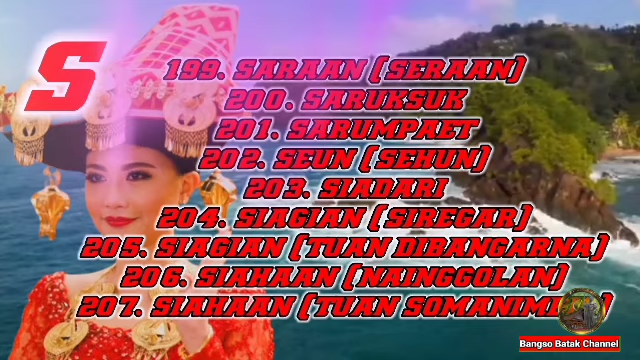 S
199. SARAAN (SERAAN)
200. SARUKSUK
201. SARUMPAET
202. SEUN (SEHUN)
203. SIADARI
204. SIAGIAN (SIREGAR)
205. SIAGIAN (TUAN DIBANGARNA)
206. SIAHAAN (NAINGGOLAN)
207. SIAHAAN (TUAN
Bangso Batak Channel